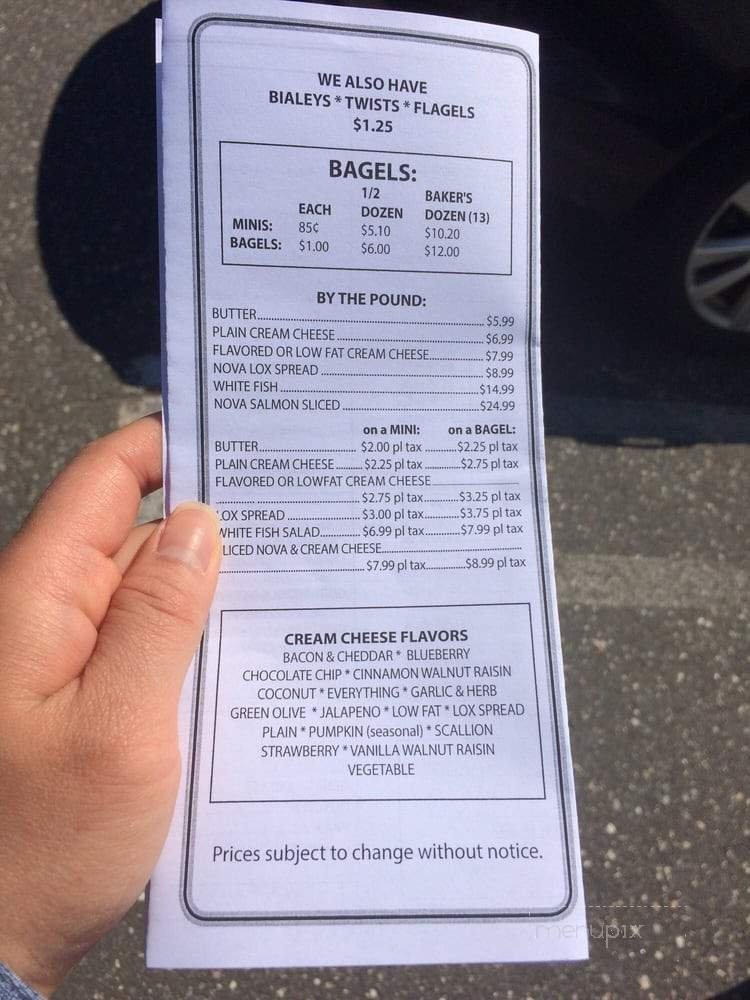 WE ALSO HAVE
BIALEYS * TWISTS * FLAGELS
$1.25
BAGELS:
EACH 1/2 DOZEN BAKER'S DOZEN (13)
MINIS: 85¢ $5.10 $10.20
BAGELS: $1.00 $6.00 $12.00
BY THE POUND:
BUTTER $5.99
PLAIN CREAM CHEESE $6.99
FLAVORED OR LOW FAT CREAM CHEESE $7.99
NOVA LOX SPREAD $8.99
WHITE FISH $14.99
NOVA SALMON SLICED $24.99
on a MINI: on a BAGEL:
BUTTER $2.00 pl tax $2.25 pl tax
PLAIN CREAM CHEESE $2.25 pl tax $2.75 pl tax
FLAVORED OR LOWFAT CREAM CHEESE
$2.75 pl tax $3.25 pl tax
LOX SPREAD $3.00 pl tax $3.75 pl tax
WHITE FISH SALAD $6.99 pl tax $7.99 pl tax
LICED NOVA & CREAM CHEESE
$7.99 pl tax $8.99 pl tax
CREAM CHEESE FLAVORS
BACON & CHEDDAR * BLUEBERRY
CHOCOLATE CHIP * CINNAMON WALNUT RAISIN
COCONUT * EVERYTHING * GARLIC & HERB
GREEN OLIVE * JALAPENO * LOW FAT * LOX SPREAD
PLAIN * PUMPKIN (seasonal) * SCALLION
STRAWBERRY * VANILLA WALNUT RAISIN
VEGETABLE
Prices subject to change without notice.
menupix